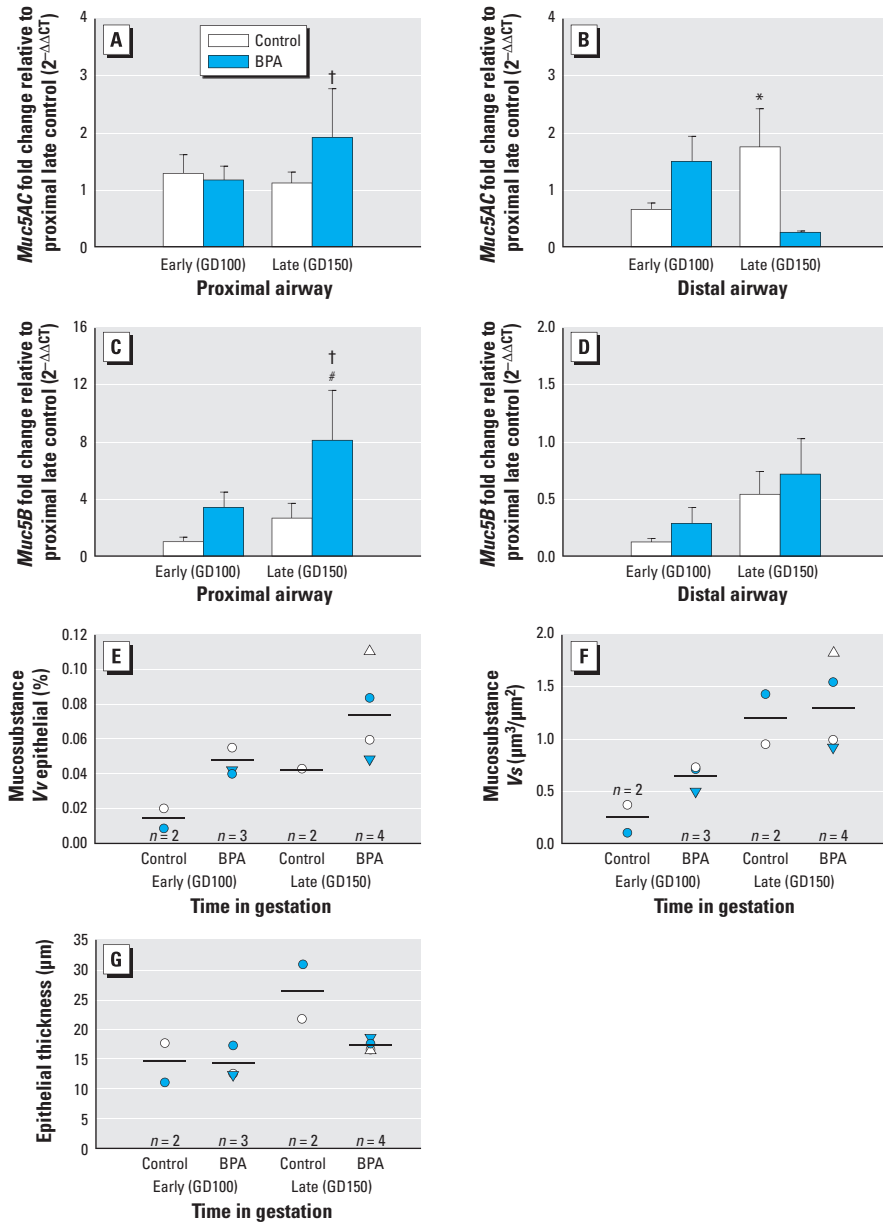 A
Control
BPA
Muc5AC fold change relative to
proximal late control (2–ΔΔCT)
4
3
2
1
0
†
Early (GD100) Late (GD150)
Proximal airway
B
Muc5AC fold change relative to
proximal late control (2–ΔΔCT)
4
3
2
1
0
*
Early (GD100) Late (GD150)
Distal airway
C
Muc5B fold change relative to
proximal late control (2–ΔΔCT)
16
12
8
4
0
†
#
Early (GD100) Late (GD150)
Proximal airway
D
Muc5B fold change relative to
proximal late control (2–ΔΔCT)
2.0
1.5
1.0
0.5
0.0
Early (GD100) Late (GD150)
Distal airway
E
Mucosubstance
Vv epithelial (%)
0.12
0.10
0.08
0.06
0.04
0.02
0.00
n = 2 n = 3 n = 2 n = 4
Control BPA Control BPA
Early (GD100) Late (GD150)
Time in gestation
F
Mucosubstance
Vs (μm3/μm2)
2.0
1.5
1.0
0.5
0.0
n = 2
n = 3 n = 2 n = 4
Control BPA Control BPA
Early (GD100) Late (GD150)
Time in gestation
G
Epithelial thickness (μm)
35
30
25
20
15
10
5
0
n = 2 n = 3 n = 2 n = 4
Control BPA Control BPA
Early (GD100) Late (GD150)
Time in gestation